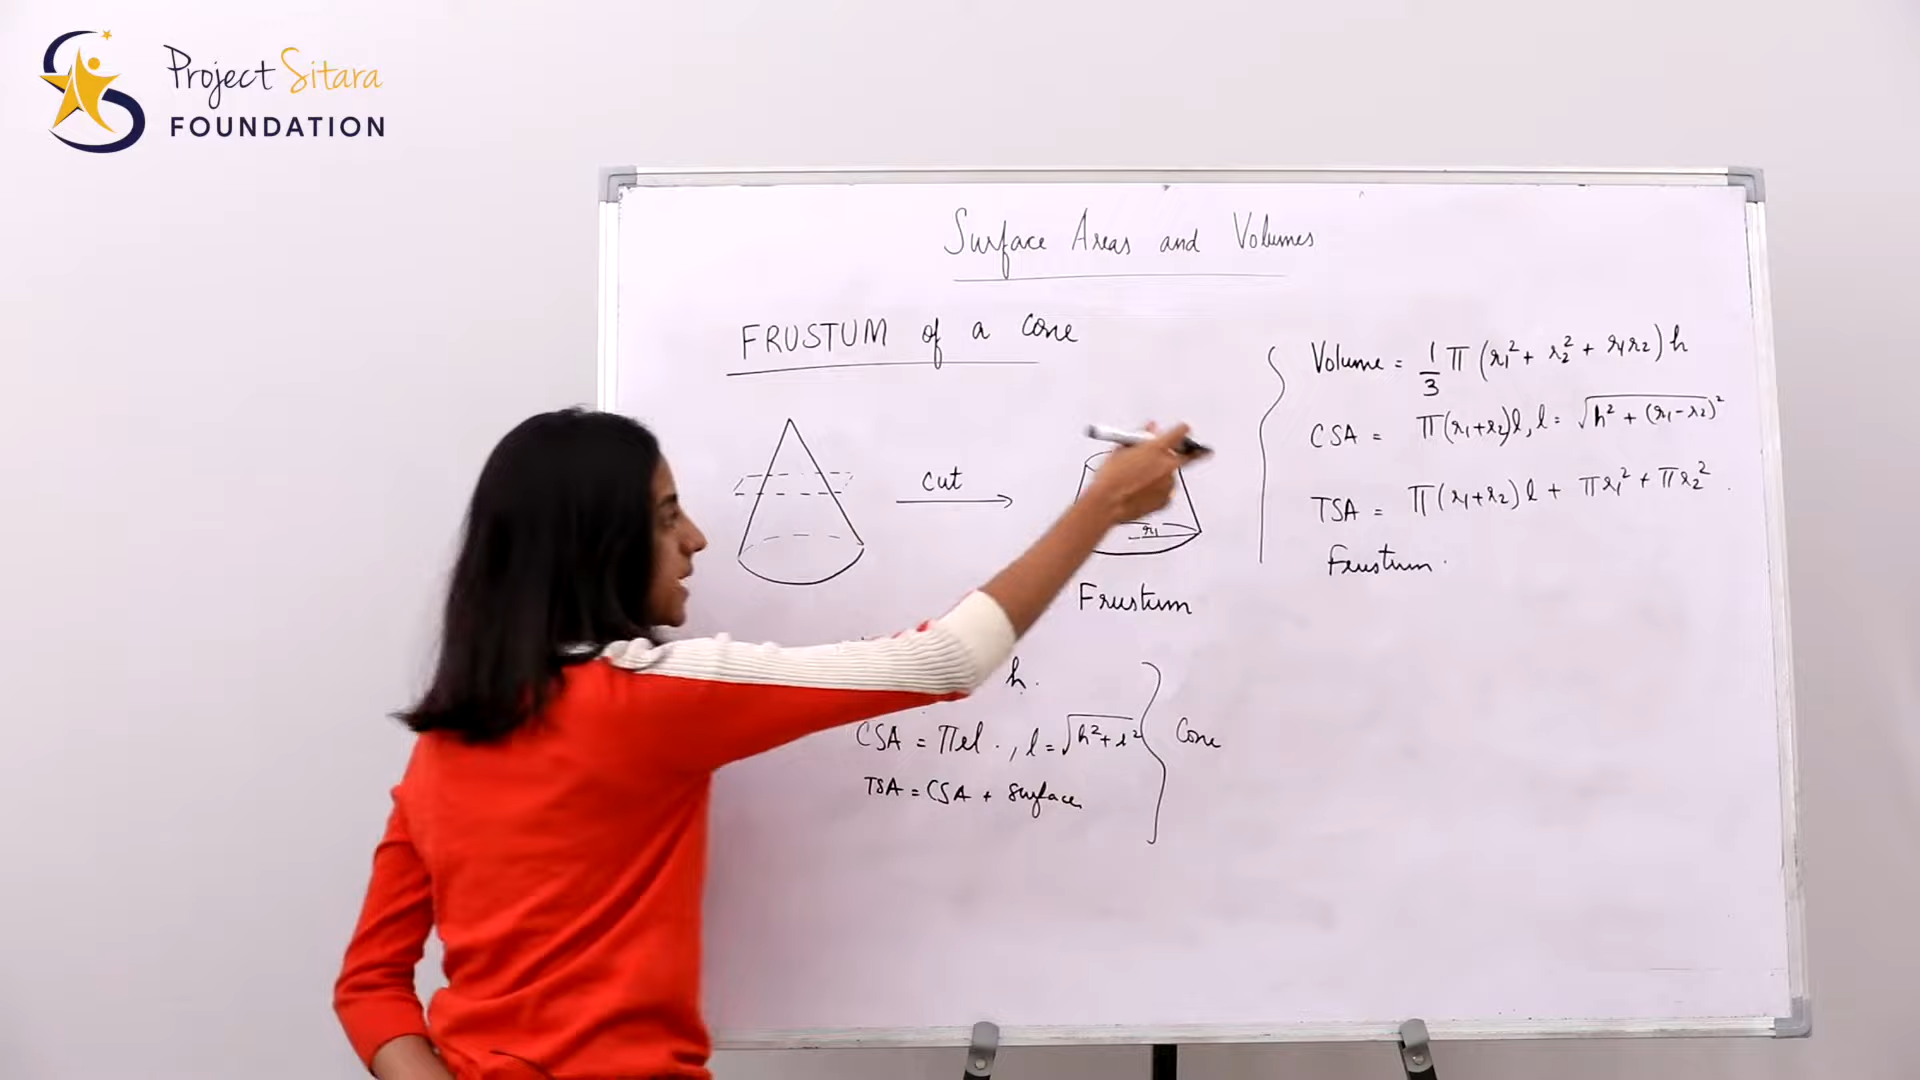 Project Sitara
FOUNDATION
Surface Areas and Volumes
FRUSTUM of a cone
cut
r₁
Frustum
h.
CSA = πrl ., l = √h²+r²
TSA = CSA + surface
Cone
Volume = 1/3 π (r₁² + r₂² + r₁r₂) h
CSA = π(r₁+r₂)l, l = √h² + (r₁-r₂)²
TSA = π(r₁+r₂) l + πr₁² + πr₂² .
Frustum.